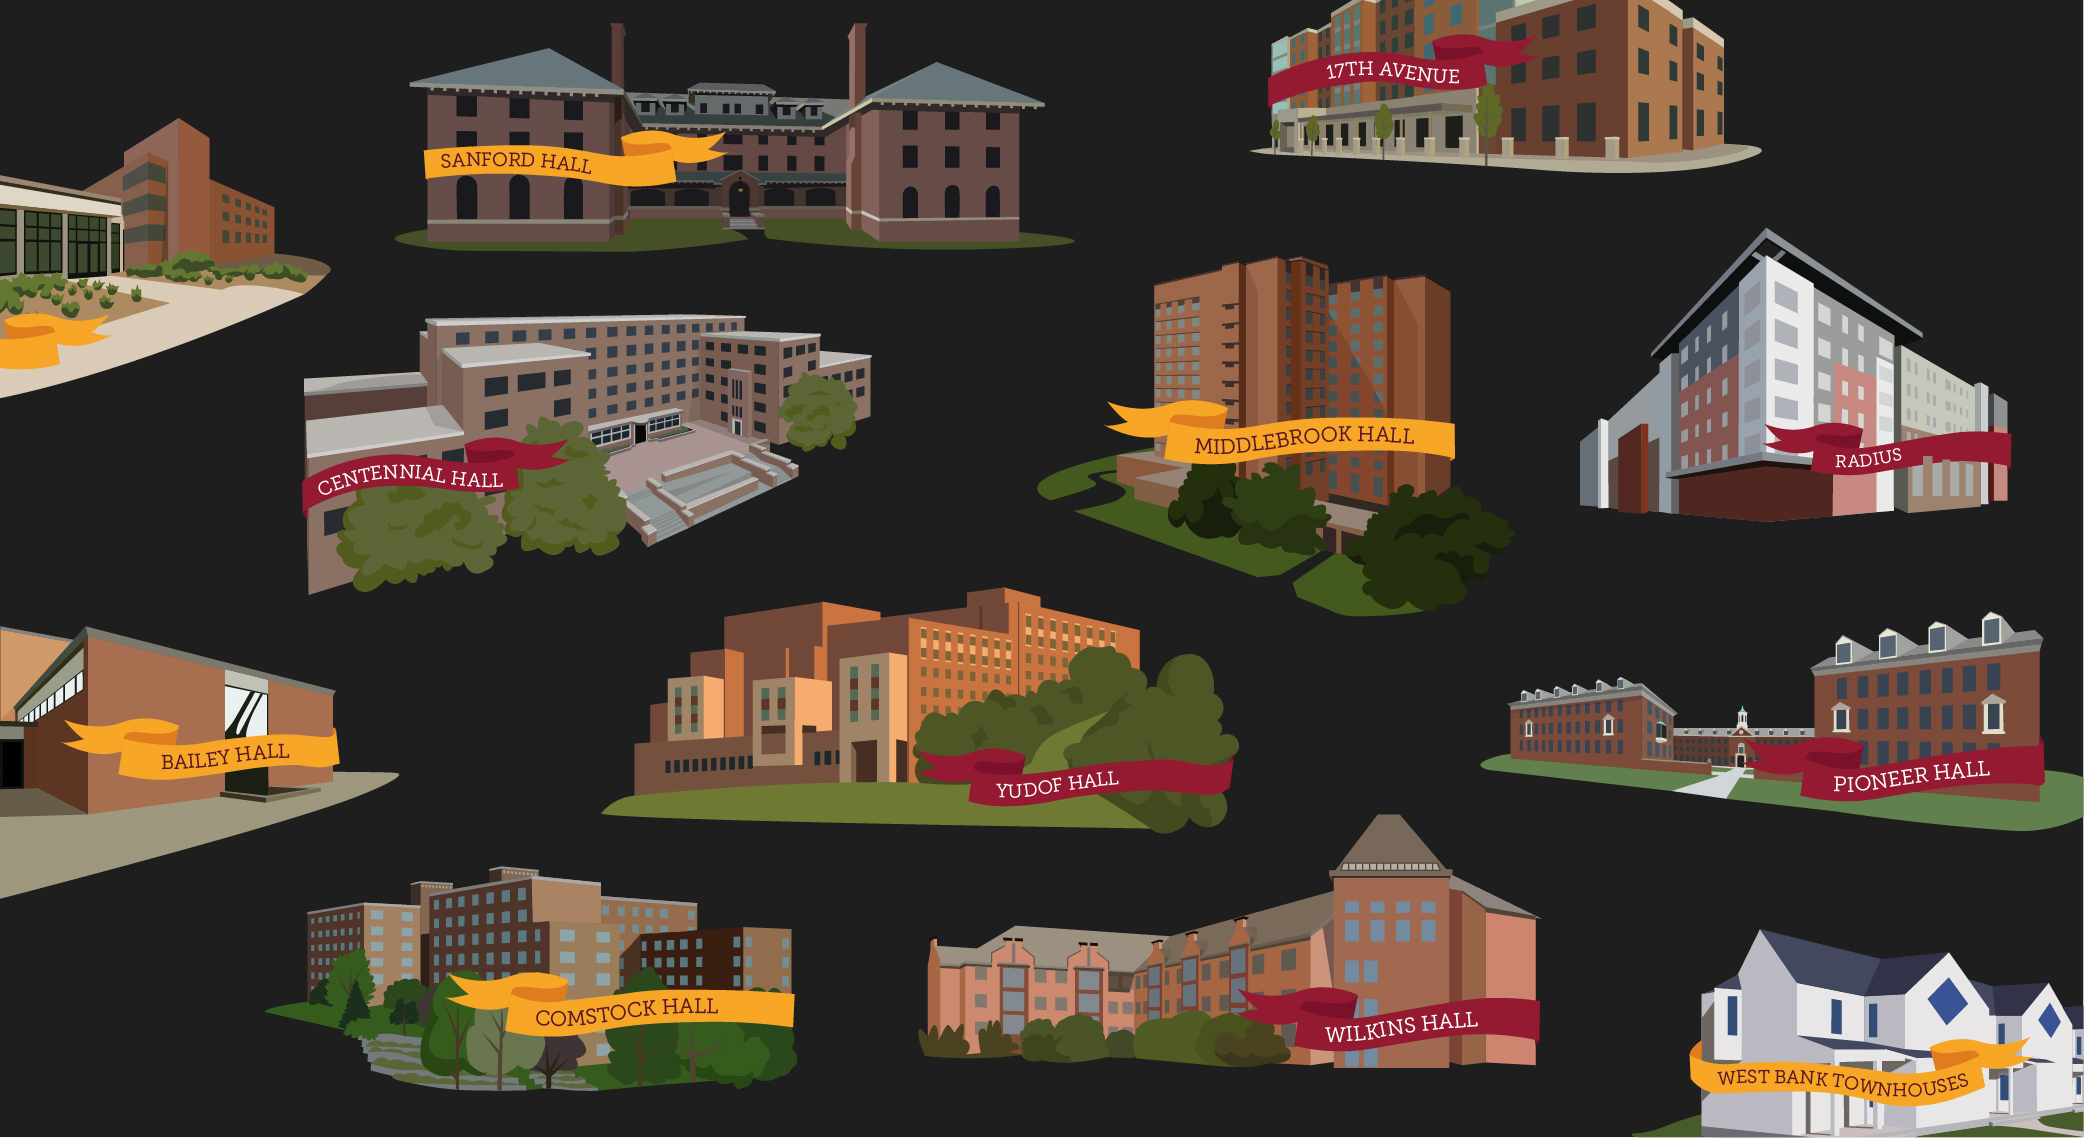 17TH AVENUE
SANFORD HALL
MIDDLEBROOK HALL
RADIUS
CENTENNIAL HALL
BAILEY HALL
YUDOF HALL
PIONEER HALL
COMSTOCK HALL
WILKINS HALL
WEST BANK TOWNHOUSES